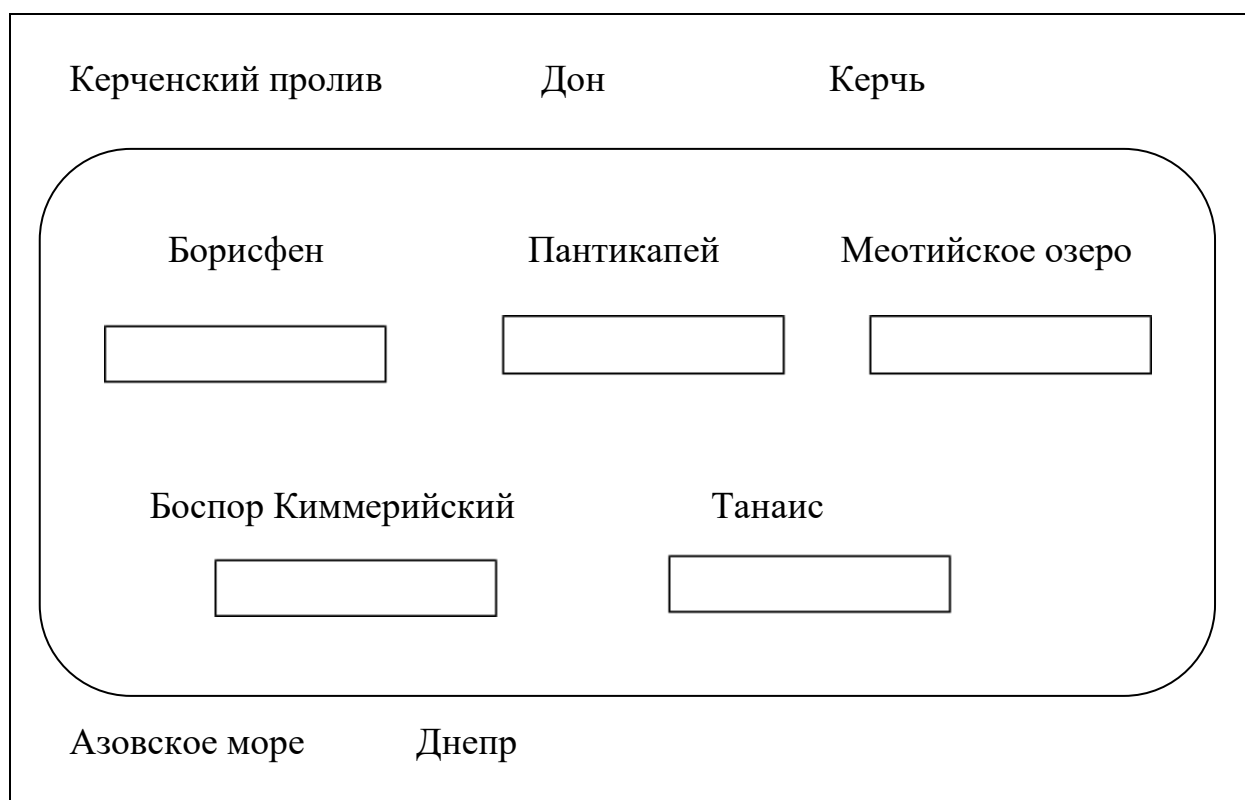 Керченский пролив Дон Керчь
Борисфен Пантикапей Меотийское озеро
Боспор Киммерийский Танаис
Азовское море Днепр